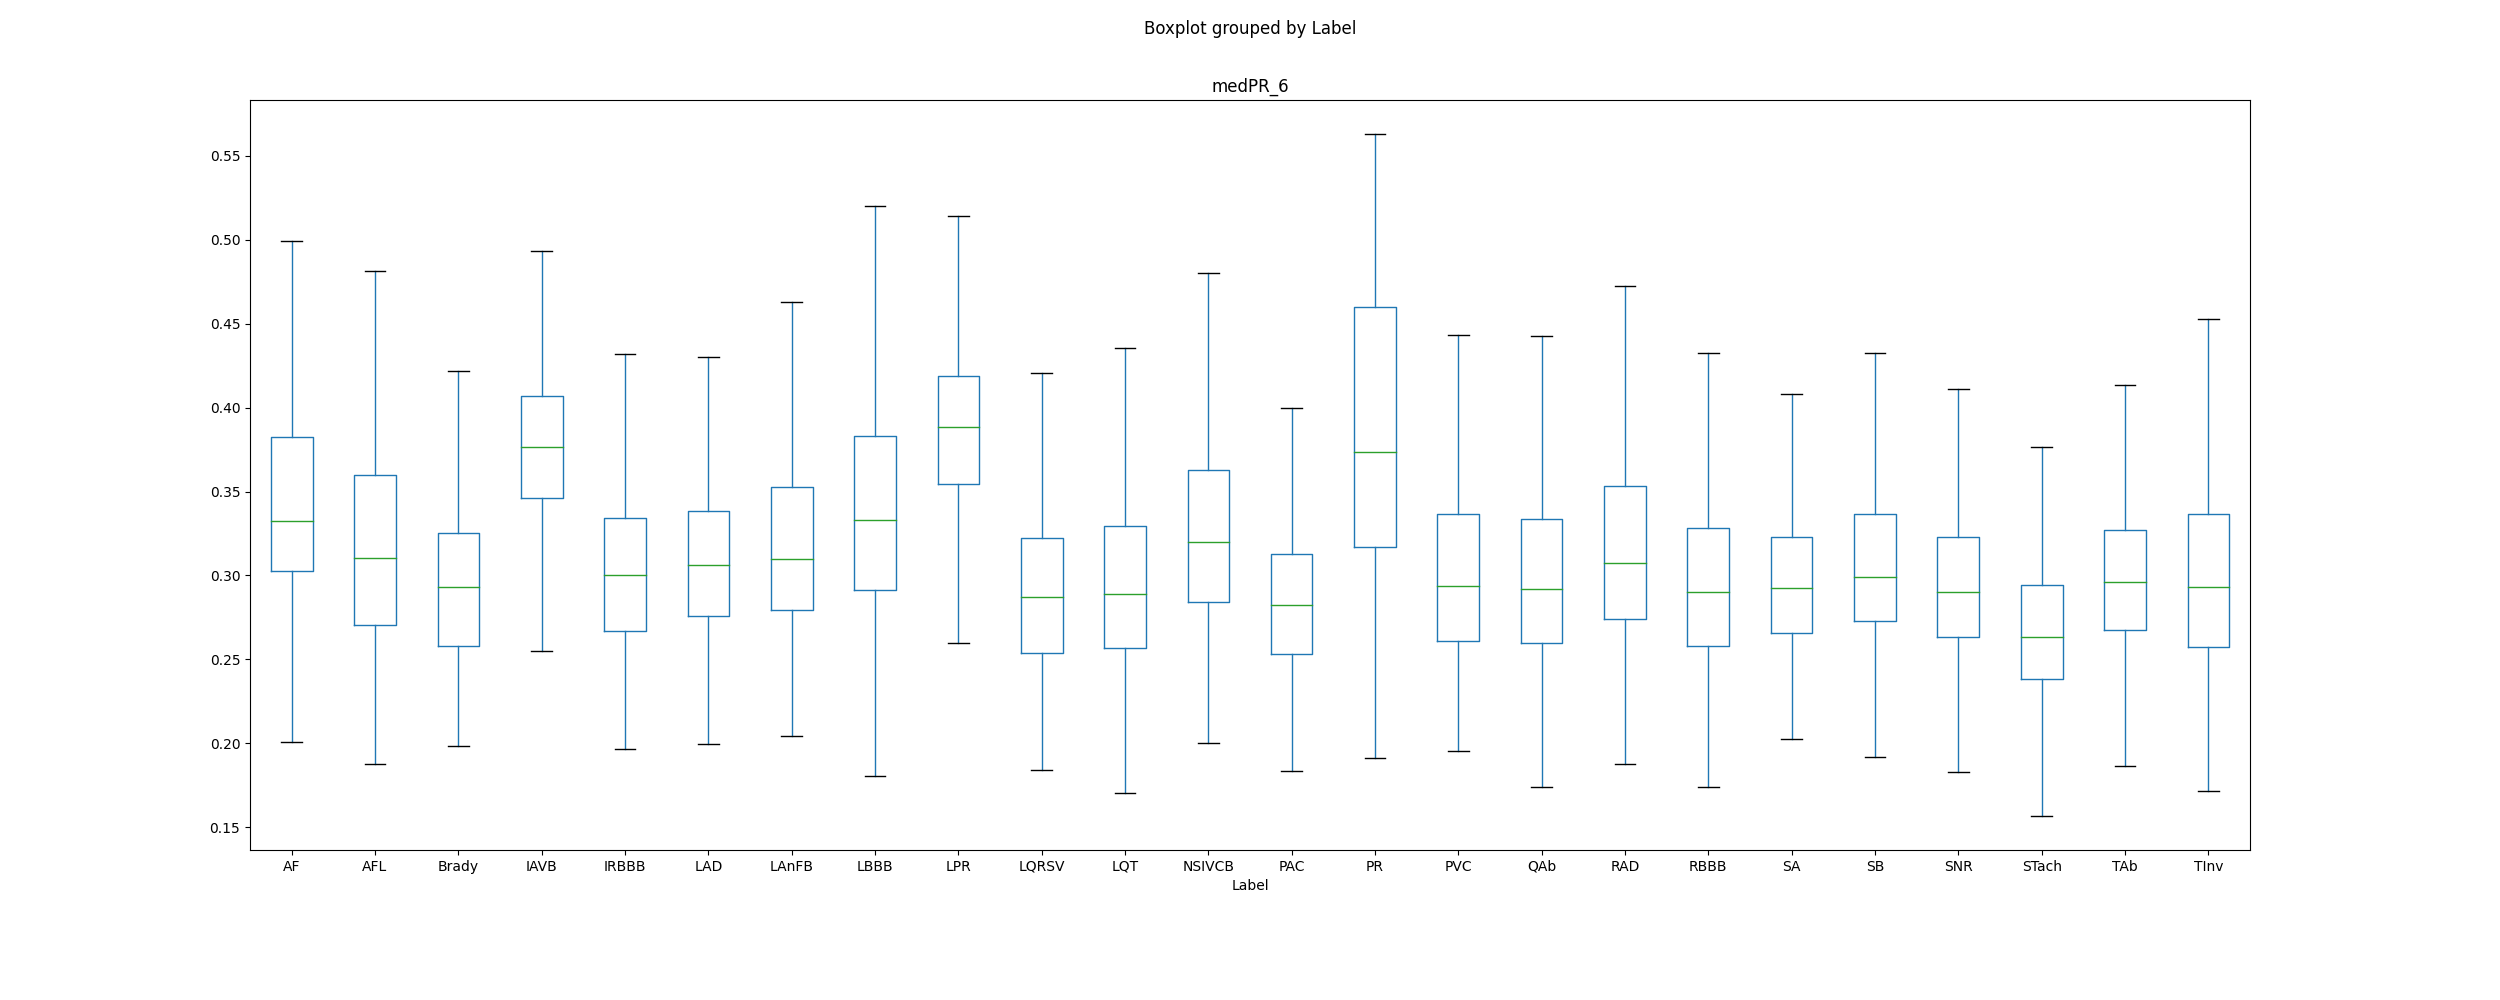 Boxplot grouped by Label
medPR_6
0.55
0.50
0.45
0.40
0.35
0.30
0.25
0.20
0.15
AF AFL Brady IAVB IRBBB LAD LAnFB LBBB LPR LQRSV LQT NSIVCB PAC PR PVC QAb RAD RBBB SA SB SNR STach TAb TInv
Label